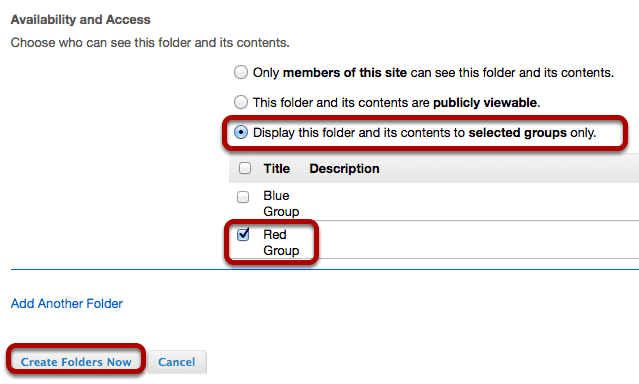 Availability and Access
Choose who can see this folder and its contents.
Only members of this site can see this folder and its contents.
This folder and its contents are publicly viewable.
Display this folder and its contents to selected groups only.
Title Description
Blue
Group
Red
Group
Add Another Folder
Create Folders Now Cancel